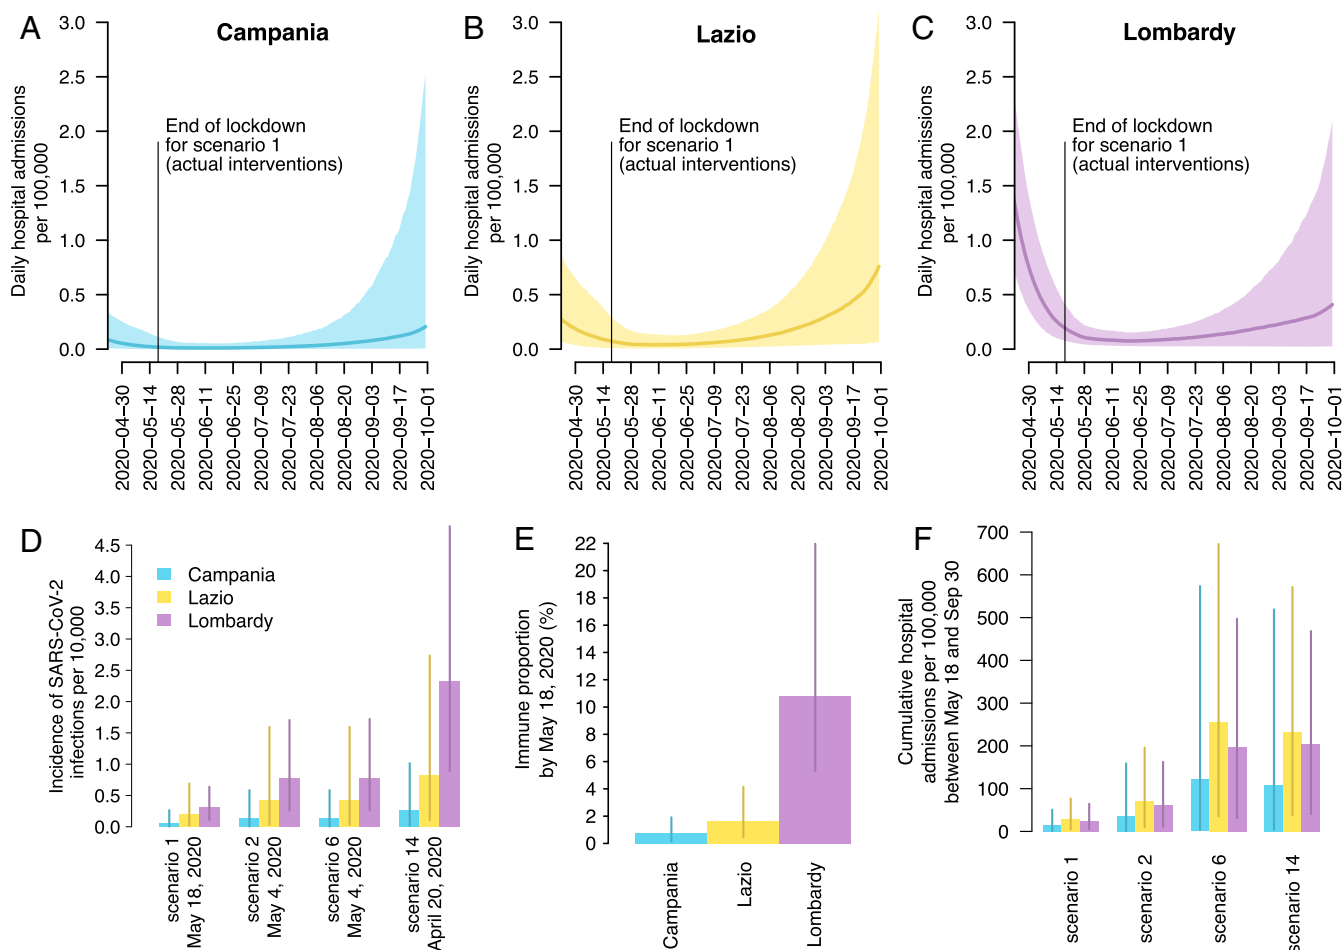 A
Campania
Daily hospital admissions
per 100,000
3.0
2.5
2.0
1.5
1.0
0.5
0.0
End of lockdown
for scenario 1
(actual interventions)
2020−04−30
2020−05−14
2020−05−28
2020−06−11
2020−06−25
2020−07−09
2020−07−23
2020−08−06
2020−08−20
2020−09−03
2020−09−17
2020−10−01
B
Lazio
Daily hospital admissions
per 100,000
3.0
2.5
2.0
1.5
1.0
0.5
0.0
End of lockdown
for scenario 1
(actual interventions)
2020−04−30
2020−05−14
2020−05−28
2020−06−11
2020−06−25
2020−07−09
2020−07−23
2020−08−06
2020−08−20
2020−09−03
2020−09−17
2020−10−01
C
Lombardy
Daily hospital admissions
per 100,000
3.0
2.5
2.0
1.5
1.0
0.5
0.0
End of lockdown
for scenario 1
(actual interventions)
2020−04−30
2020−05−14
2020−05−28
2020−06−11
2020−06−25
2020−07−09
2020−07−23
2020−08−06
2020−08−20
2020−09−03
2020−09−17
2020−10−01
D
Incidence of SARS-CoV-2
infections per 10,000
4.5
4.0
3.5
3.0
2.5
2.0
1.5
1.0
0.5
0.0
Campania
Lazio
Lombardy
scenario 1
May 18, 2020
scenario 2
May 4, 2020
scenario 6
May 4, 2020
scenario 14
April 20, 2020
E
Immune proportion
by May 18, 2020 (%)
22
20
18
16
14
12
10
8
6
4
2
0
Campania
Lazio
Lombardy
F
Cumulative hospital
admissions per 100,000
between May 18 and Sep 30
700
600
500
400
300
200
100
0
scenario 1
scenario 2
scenario 6
scenario 14